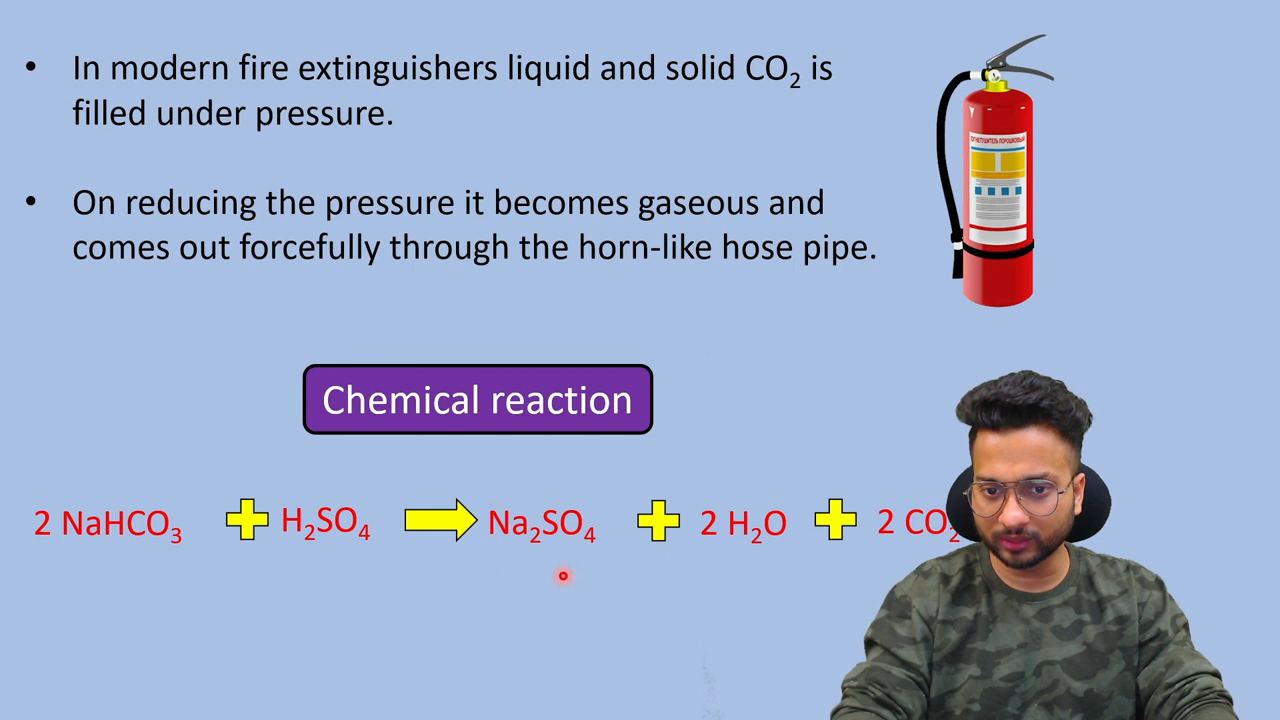 • In modern fire extinguishers liquid and solid CO₂ is
filled under pressure.
• On reducing the pressure it becomes gaseous and
comes out forcefully through the horn-like hose pipe.
ОГНЕТУШИТЕЛЬ ПОРОШКОВЫЙ
Chemical reaction
2 NaHCO₃ + H₂SO₄ → Na₂SO₄ + 2 H₂O + 2 CO₂